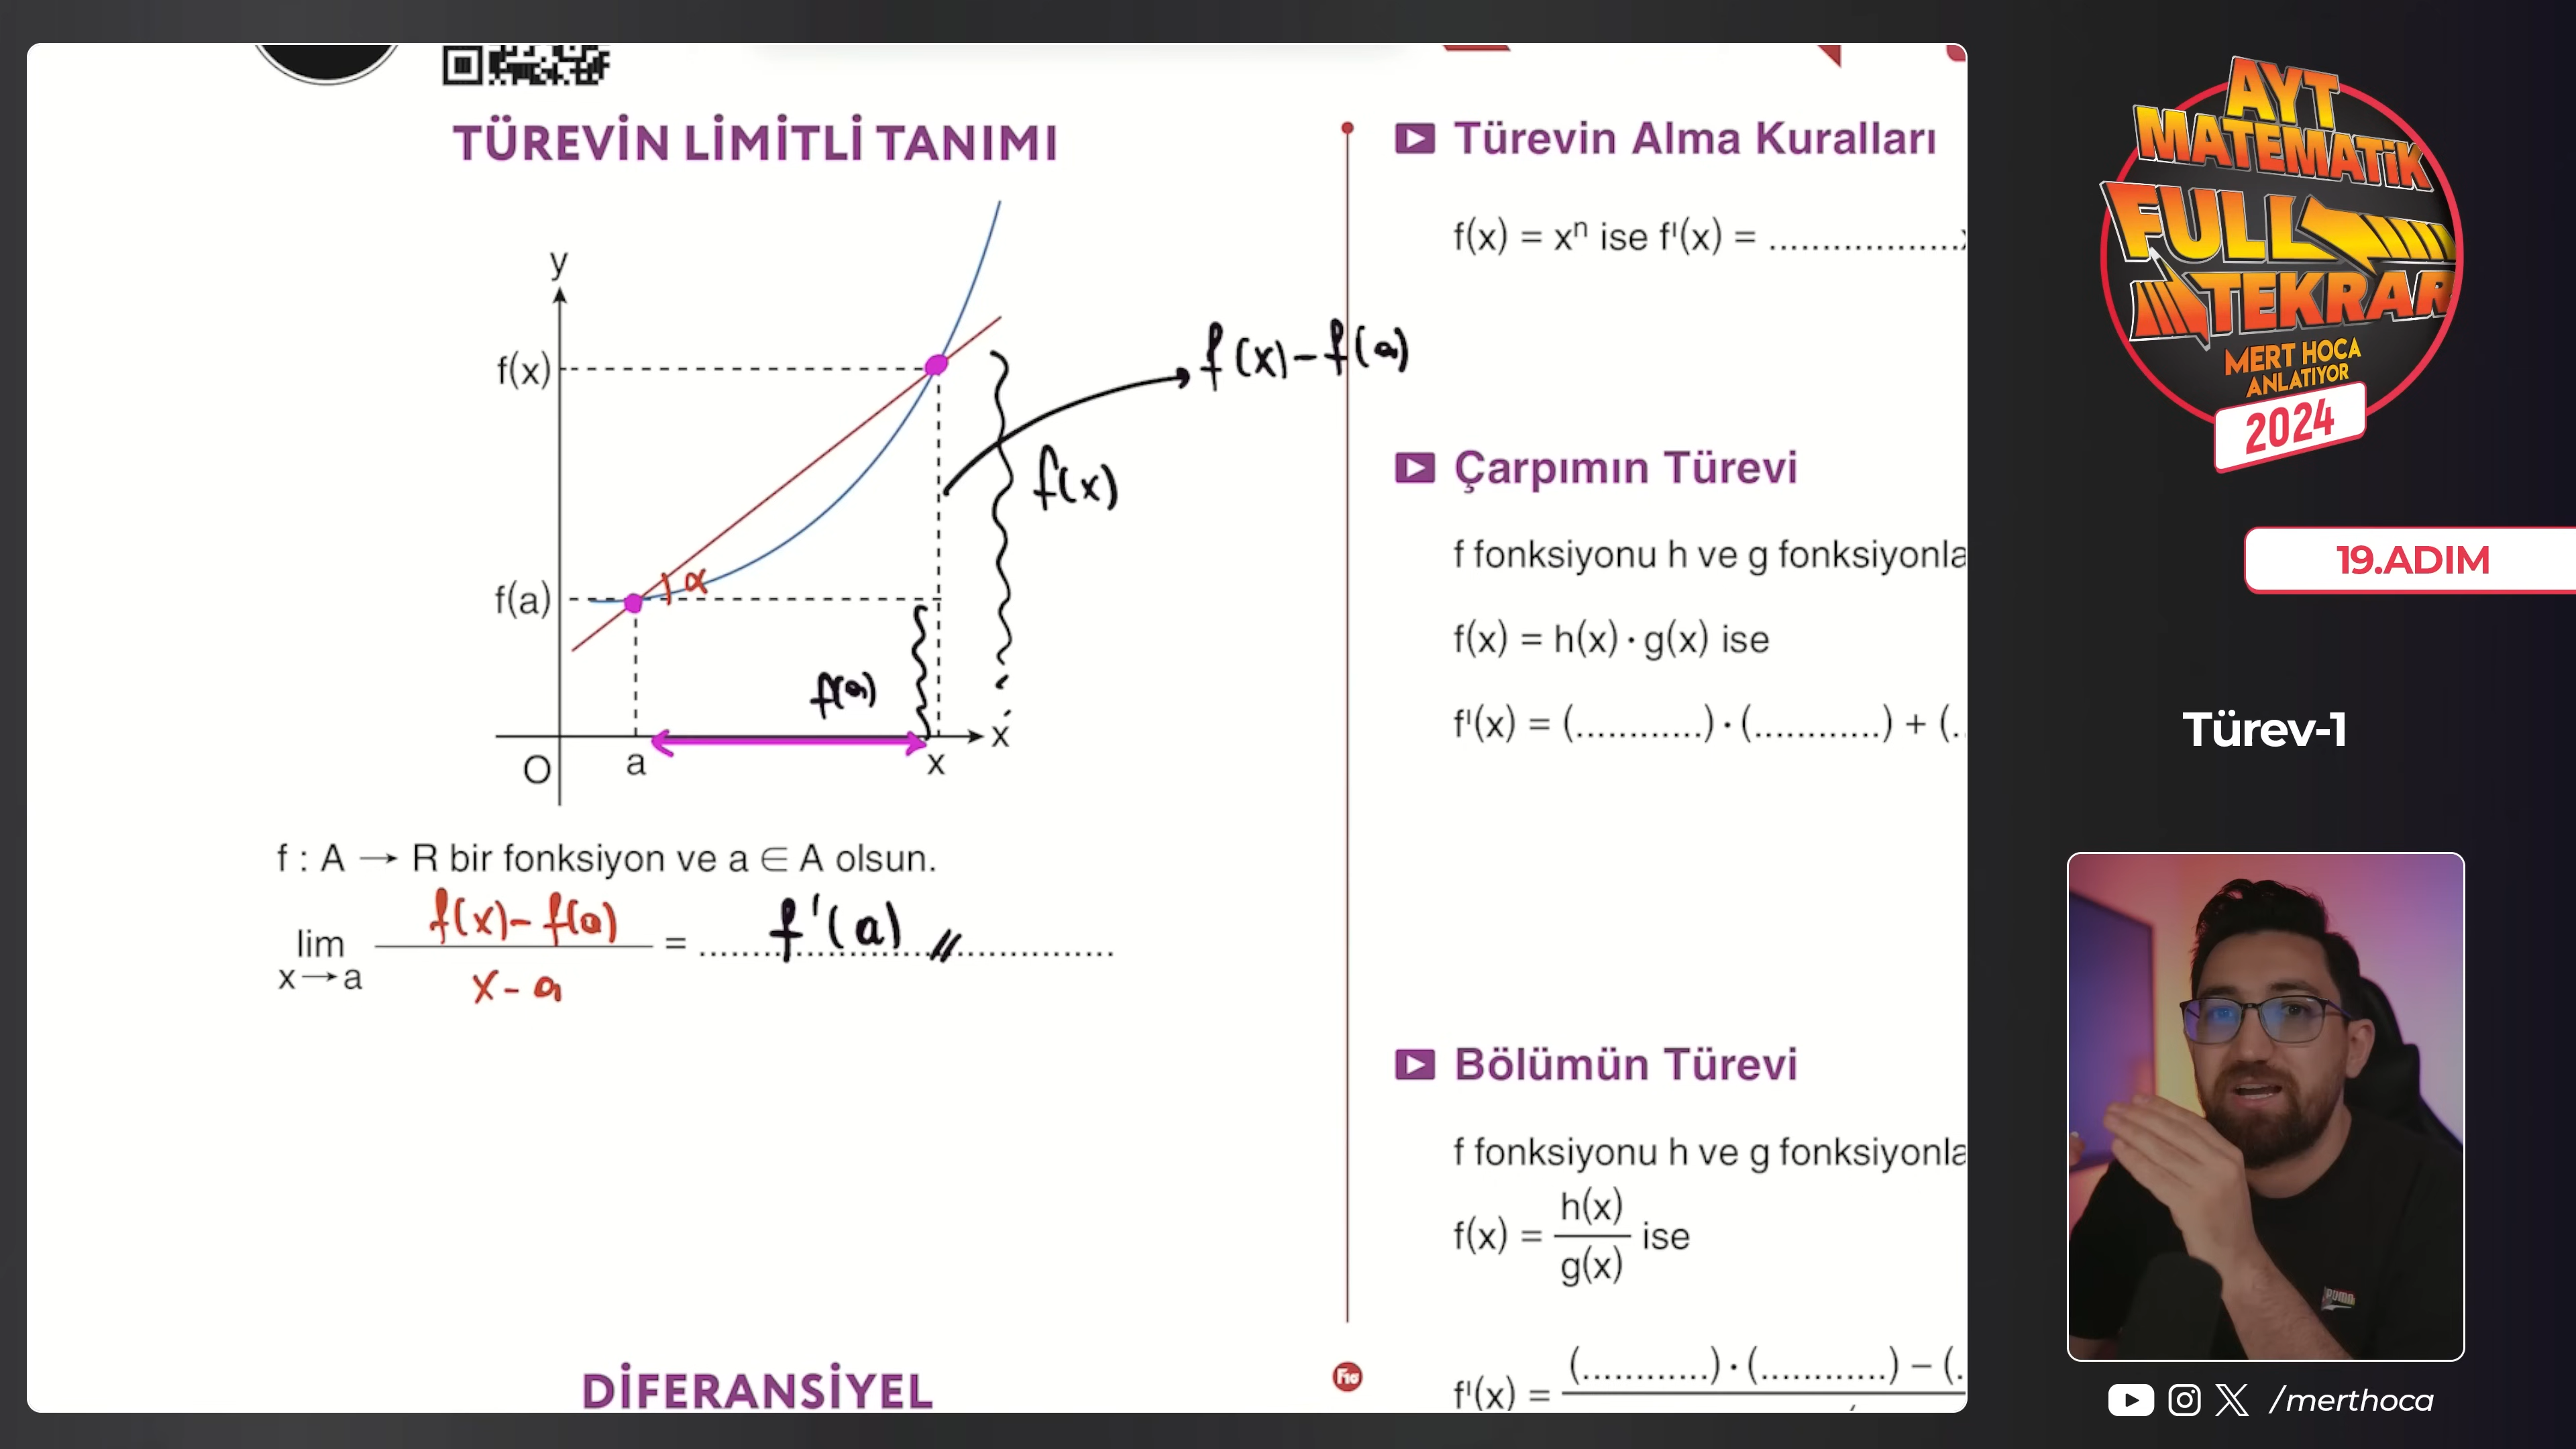 TÜREVİN LİMİTLİ TANIMI
y
f(x)
f(x) - f(a)
f(x)
α
f(a)
f(a)
x
O
a
x
f : A → R bir fonksiyon ve a ∈ A olsun.
f(x) - f(a)
lim = ........ f'(a) ........
x→a
x - a
DİFERANSİYEL
Türevin Alma Kuralları
f(x) = xⁿ ise f'(x) = ..................
Çarpımın Türevi
f fonksiyonu h ve g fonksiyonla
f(x) = h(x) · g(x) ise
f'(x) = (............) · (............) + (.
Bölümün Türevi
f fonksiyonu h ve g fonksiyonla
h(x)
f(x) = ise
g(x)
(............) · (............) – (.
f'(x) =
AYT
MATEMATİK
FULL
TEKRAR
MERT HOCA
ANLATIYOR
2024
19.ADIM
Türev-1
PUMA
/merthoca